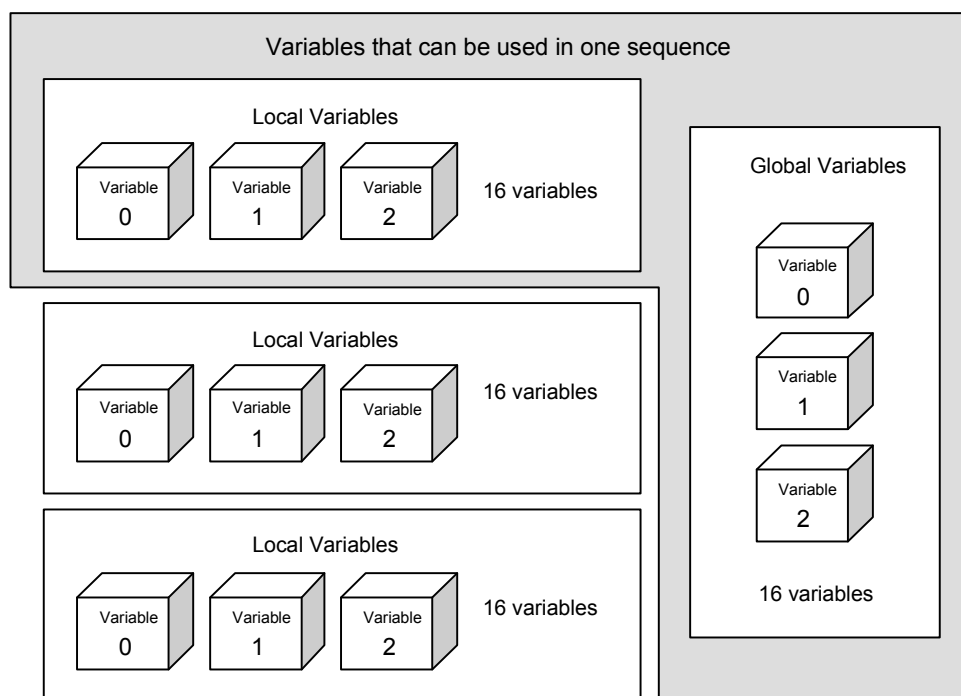 Variables that can be used in one sequence
Local Variables
Variable
0
Variable
1
Variable
2
16 variables
Local Variables
Variable
0
Variable
1
Variable
2
16 variables
Local Variables
Variable
0
Variable
1
Variable
2
16 variables
Global Variables
Variable
0
Variable
1
Variable
2
16 variables